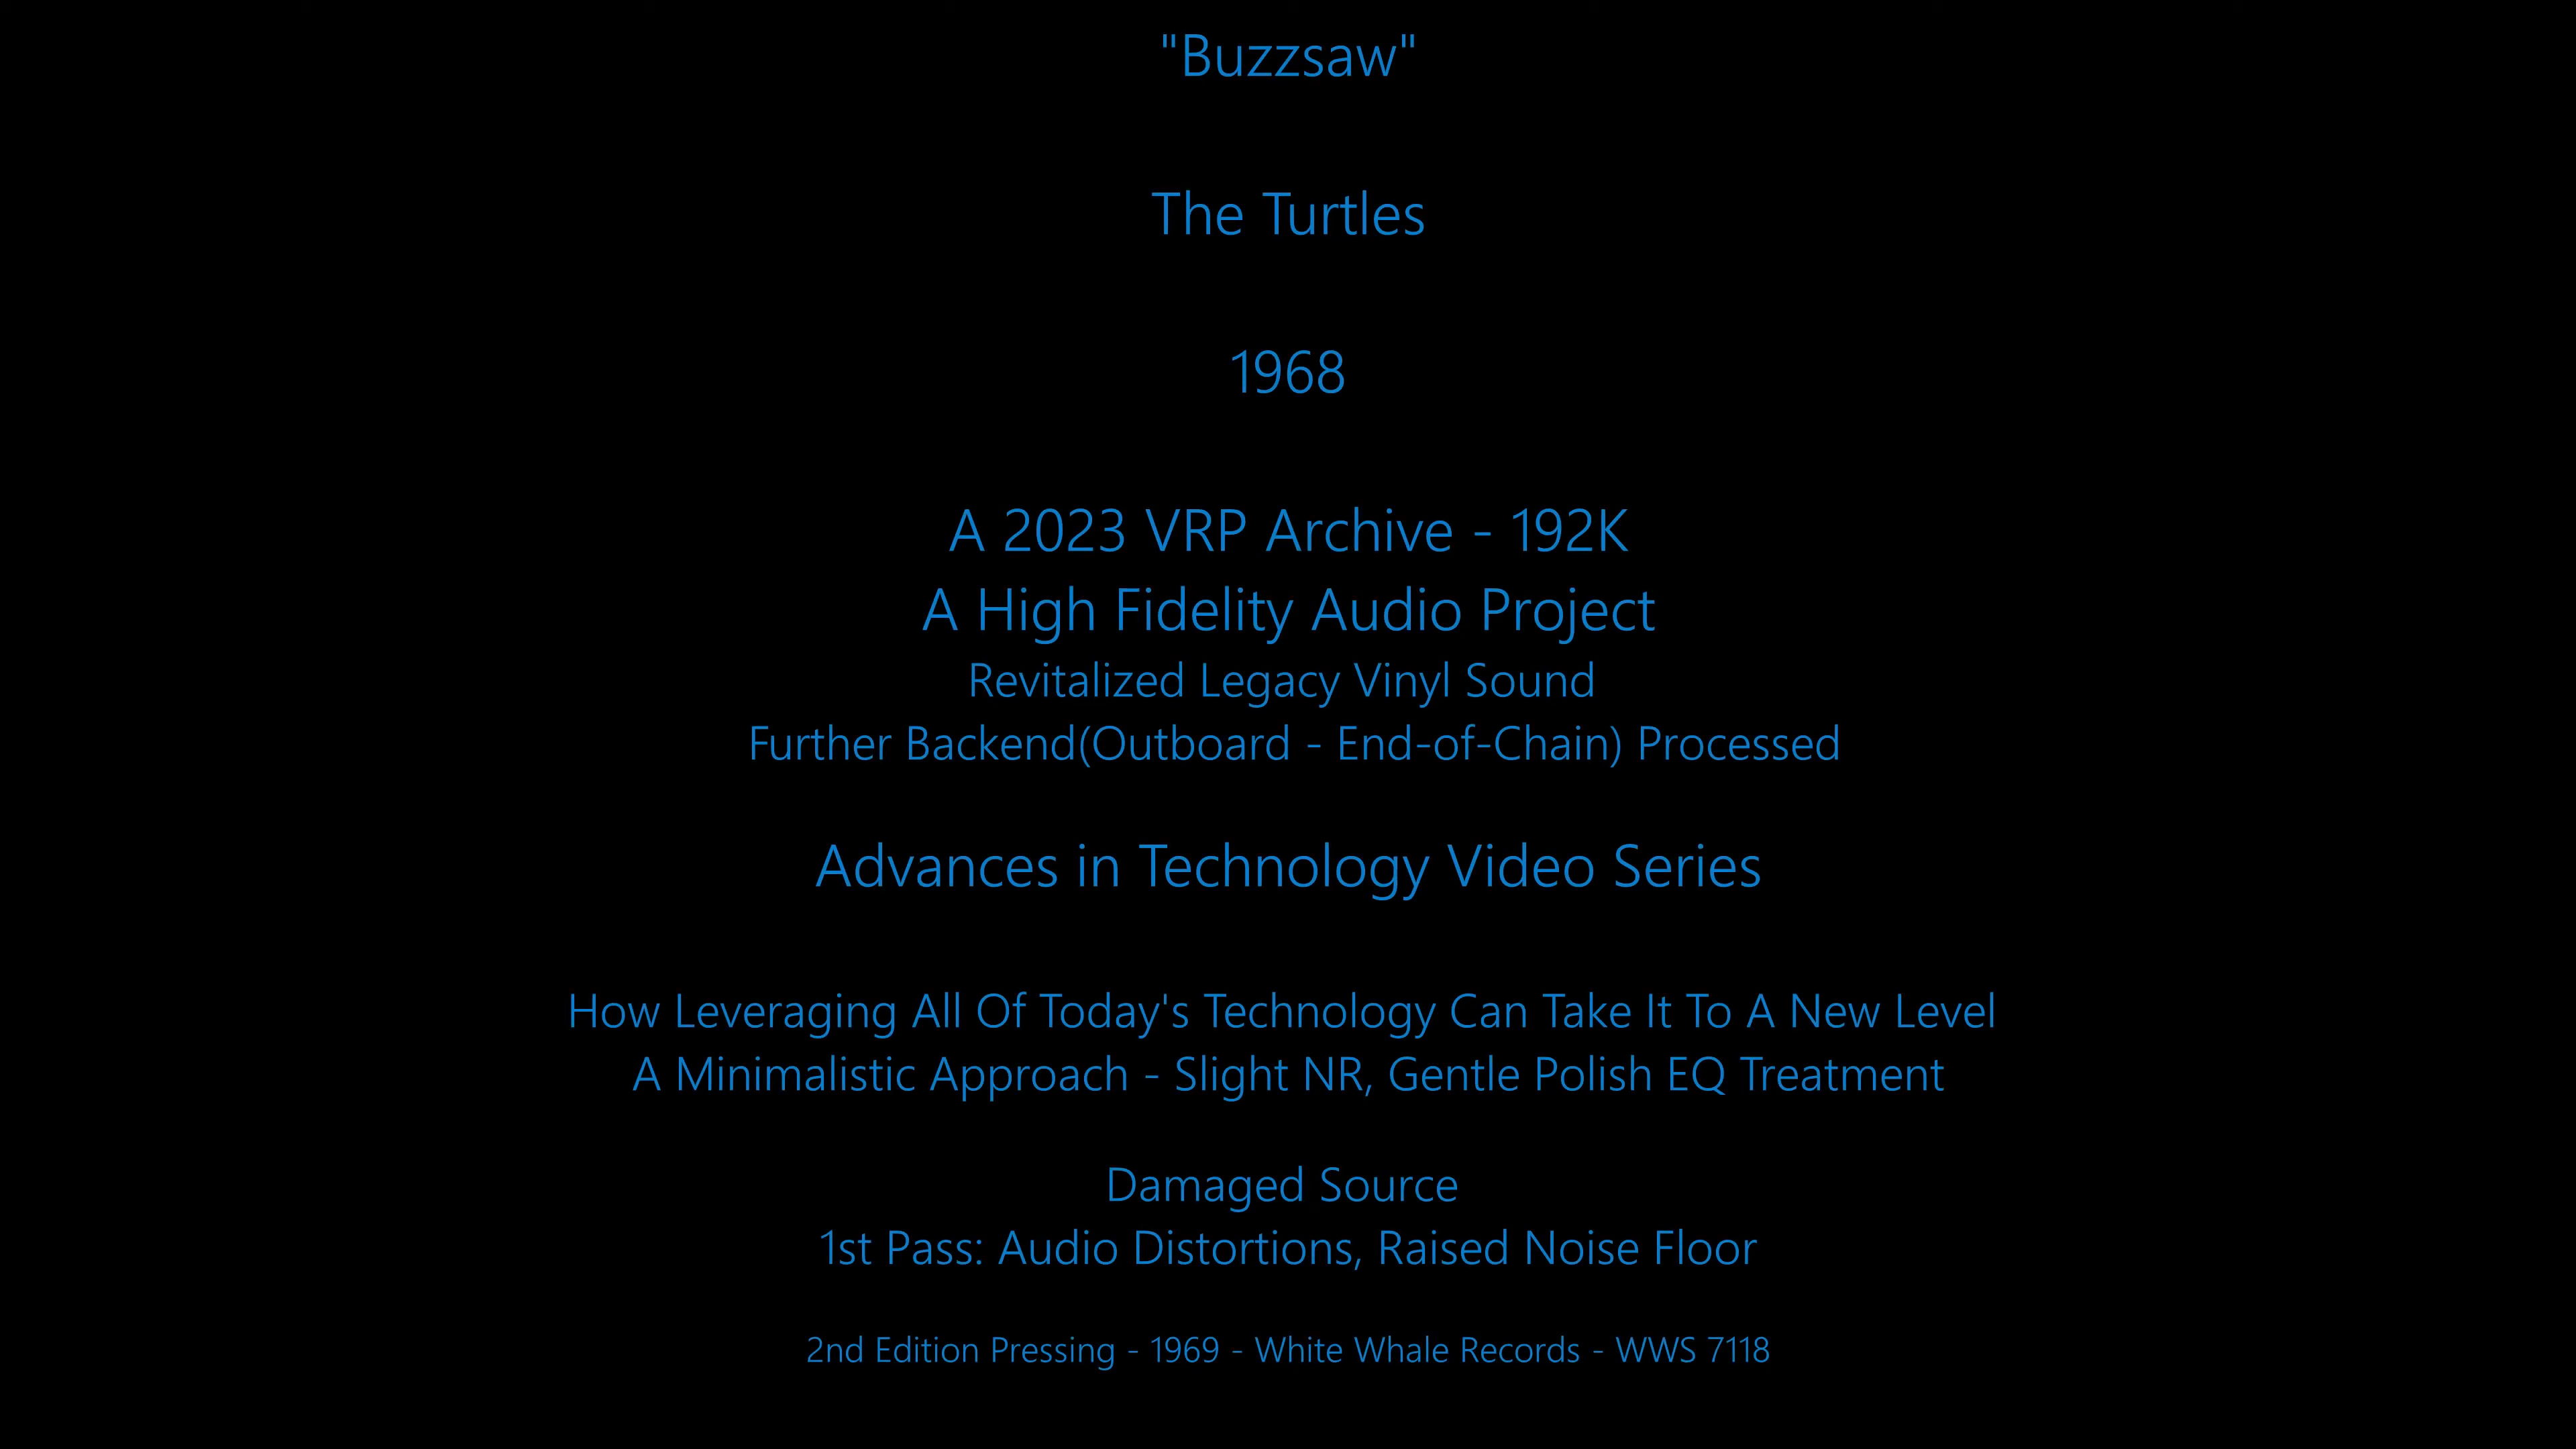 "Buzzsaw"
The Turtles
1968
A 2023 VRP Archive - 192K
A High Fidelity Audio Project
Revitalized Legacy Vinyl Sound
Further Backend(Outboard - End-of-Chain) Processed
Advances in Technology Video Series
How Leveraging All Of Today's Technology Can Take It To A New Level
A Minimalistic Approach - Slight NR, Gentle Polish EQ Treatment
Damaged Source
1st Pass: Audio Distortions, Raised Noise Floor
2nd Edition Pressing - 1969 - White Whale Records - WWS 7118